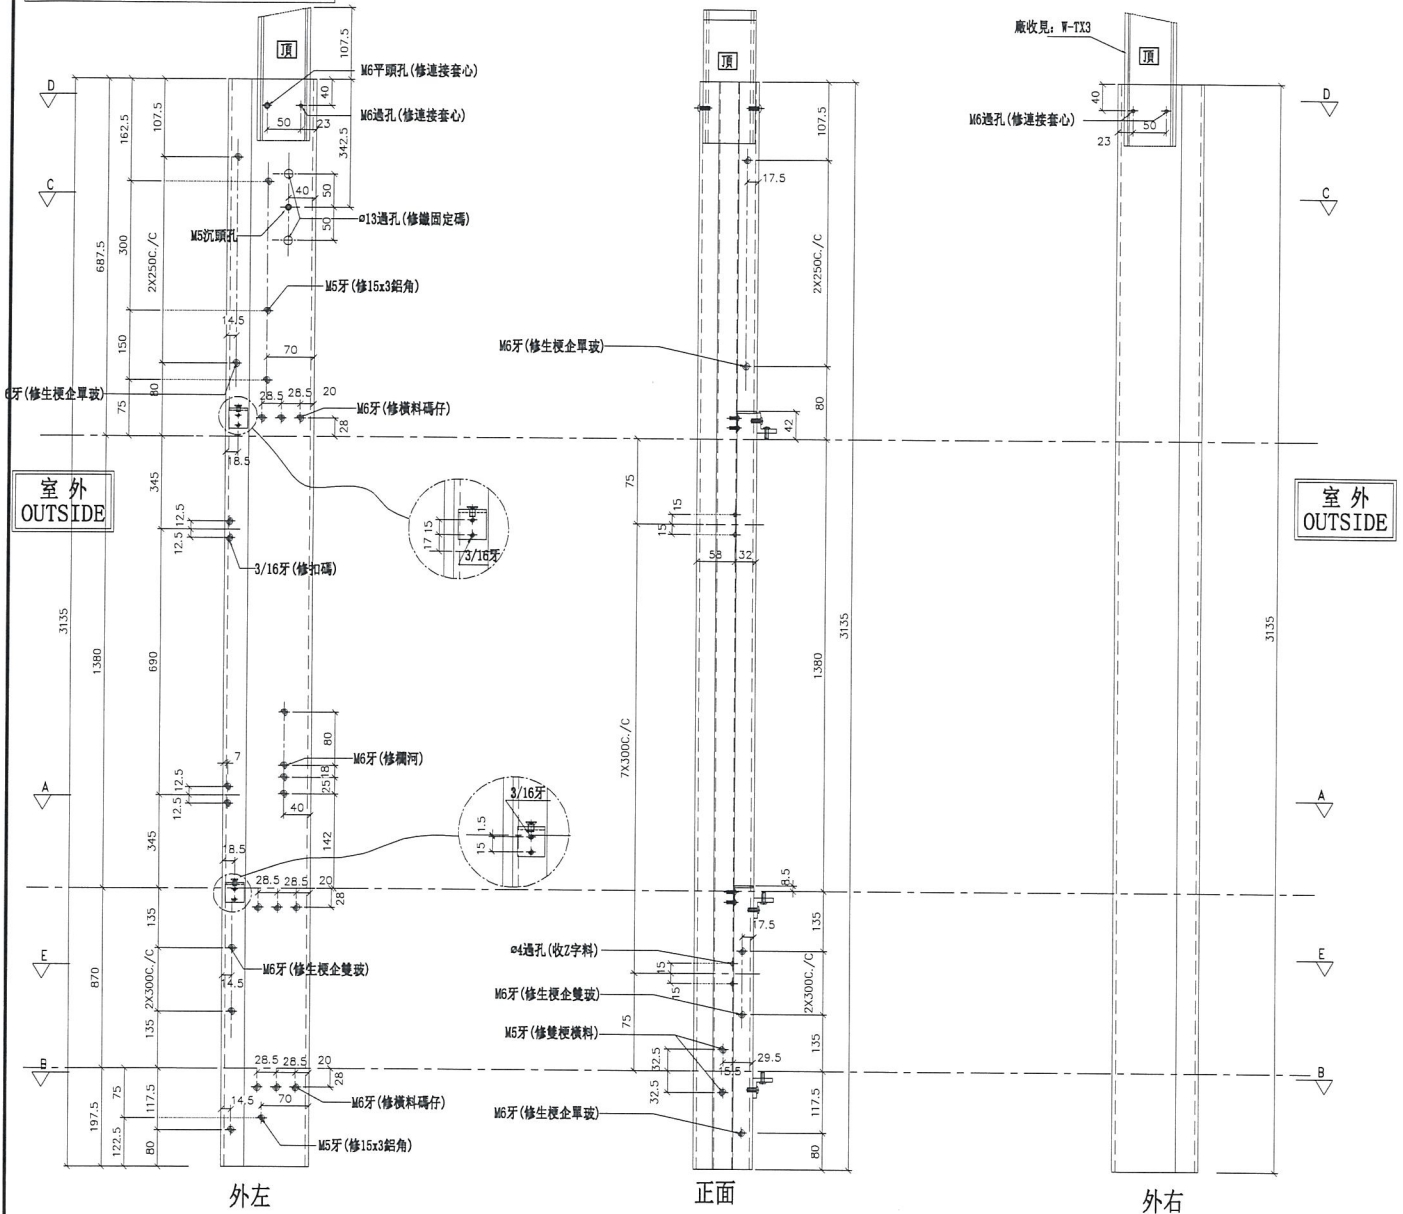 頂
107.5
M6平頭孔(修連接套心)
40
M6過孔(修連接套心)
50
23
342.5
D
162.5
107.5
C
40
50
50
ø13過孔(修鐵固定碼)
M5沉頭孔
687.5
300
2X250C./C
M5牙(修15x3鋁角)
14.5
150
70
80
6牙(修生梗企單玻)
75
28.5
28.5
20
M6牙(修橫料碼仔)
28
18.5
345
室外
OUTSIDE
12.5
12.5
3/16牙(修扣碼)
15
17
3/16牙
3135
1380
690
80
7
M6牙(修欄河)
18
25
12.5
12.5
A
40
142
3/16牙
1.5
15
345
18.5
28.5
28.5
20
28
135
E
M6牙(修生梗企雙玻)
14.5
870
2X300C./C
135
B
28.5
28.5
20
28
75
117.5
14.5
70
M6牙(修橫料碼仔)
197.5
122.5
80
M5牙(修15x3鋁角)
外左
頂
107.5
17.5
2X250C./C
M6牙(修生梗企單玻)
80
42
75
15
15
58
32
3135
1380
7X300C./C
8.5
17.5
135
ø4過孔(收Z字料)
15
15
M6牙(修生梗企雙玻)
2X300C./C
75
M5牙(修雙梗橫料)
135
32.5
29.5
15.5
32.5
M6牙(修生梗企單玻)
117.5
80
正面
廠收見: W-TX3
頂
40
M6過孔(修連接套心)
50
23
D
C
室外
OUTSIDE
3135
A
E
B
外右